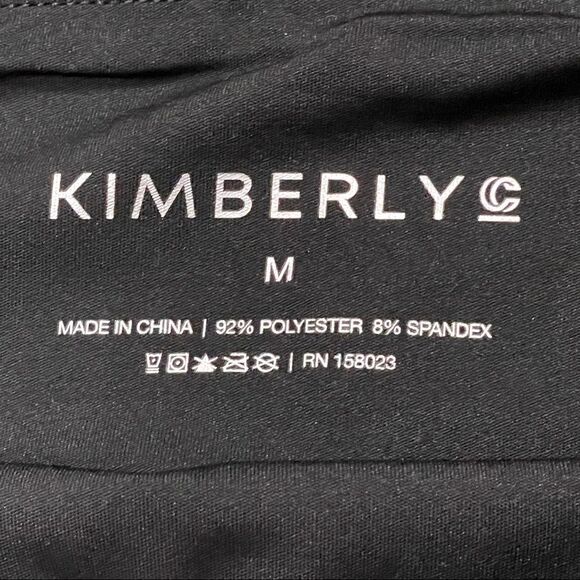 KIMBERLY C
M
MADE IN CHINA | 92% POLYESTER 8% SPANDEX
| RN 158023